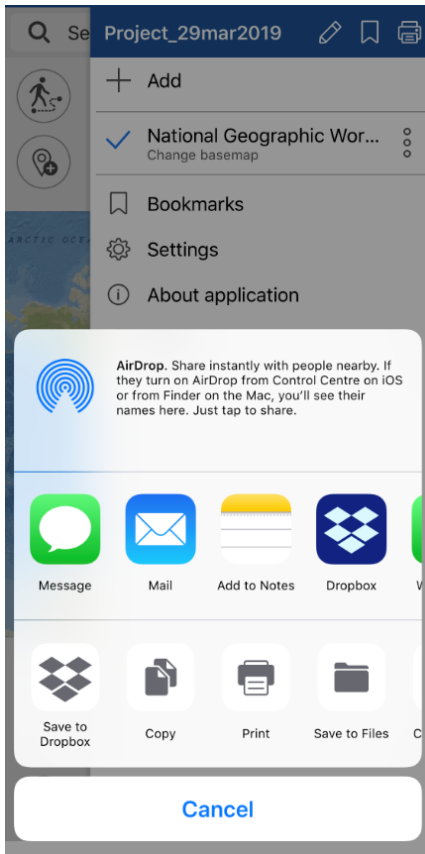 Se
Project_29mar2019
Add
National Geographic Wor...
Change basemap
ARCTIC OCE
Bookmarks
Settings
About application
AirDrop. Share instantly with people nearby. If
they turn on AirDrop from Control Centre on iOS
or from Finder on the Mac, you'll see their
names here. Just tap to share.
Message
Mail
Add to Notes
Dropbox
Save to
Dropbox
Copy
Print
Save to Files
C
Cancel